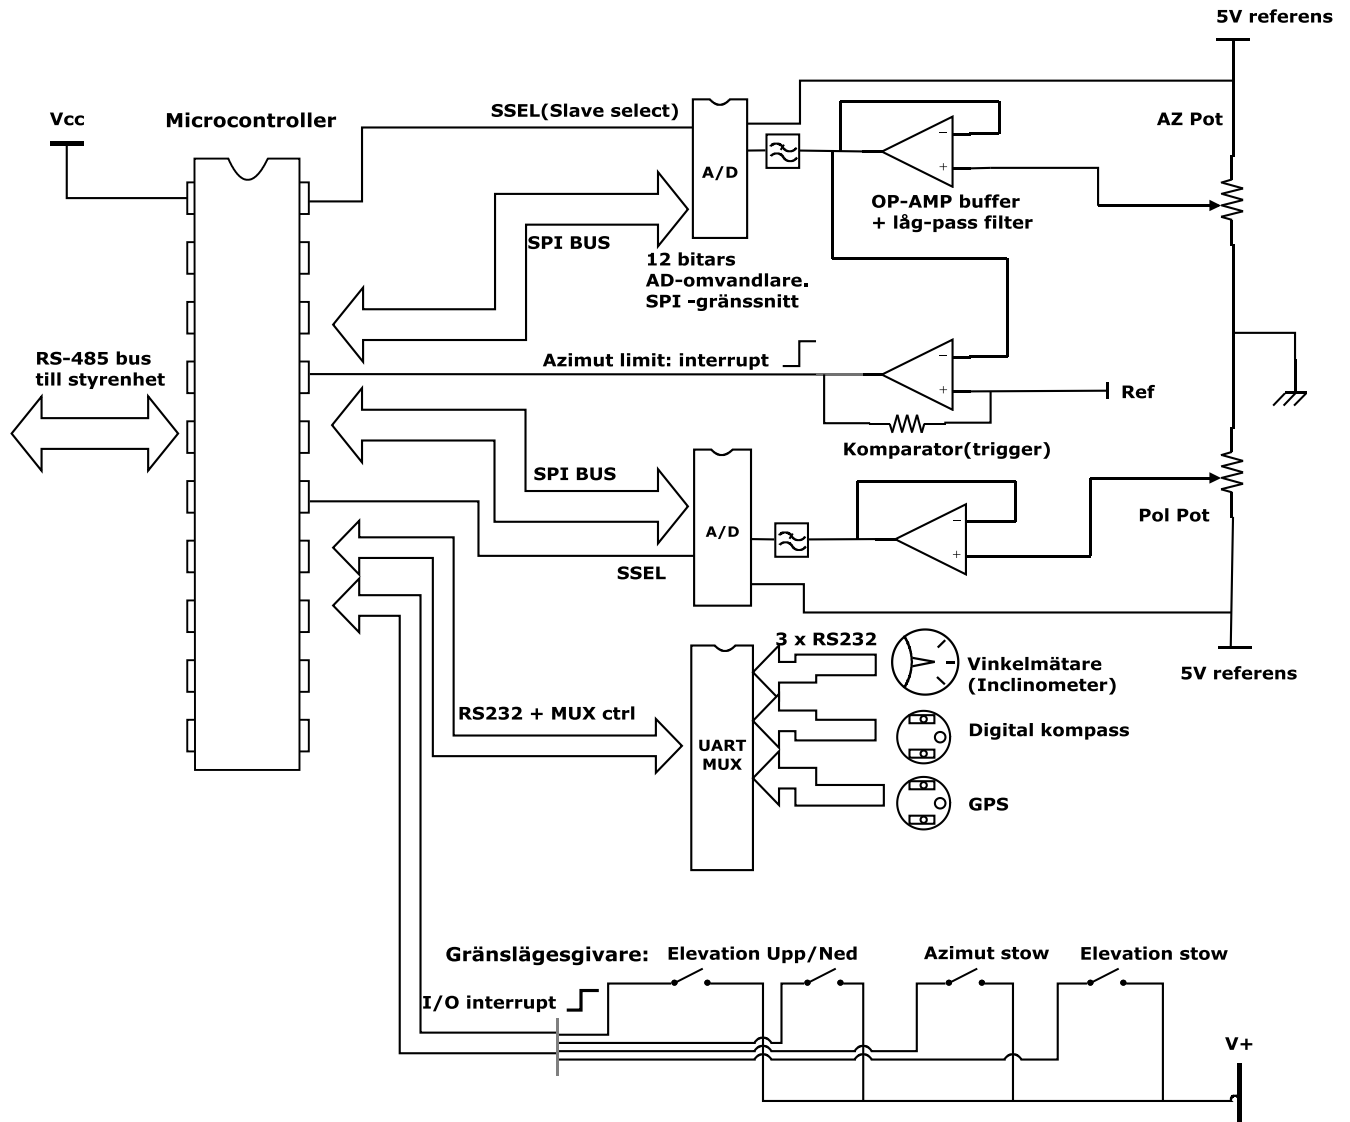 5V referens
Vcc
Microcontroller
SSEL(Slave select)
AZ Pot
A/D
−
+
OP-AMP buffer
+ låg-pass filter
SPI BUS
12 bitars
AD-omvandlare.
SPI -gränssnitt
RS-485 bus
till styrenhet
Azimut limit: interrupt
−
+
Ref
Komparator(trigger)
SPI BUS
A/D
Pol Pot
−
+
SSEL
3 x RS232
Vinkelmätare
(Inclinometer)
5V referens
RS232 + MUX ctrl
UART
MUX
Digital kompass
GPS
Gränslägesgivare:
Elevation Upp/Ned
Azimut stow
Elevation stow
I/O interrupt
V+